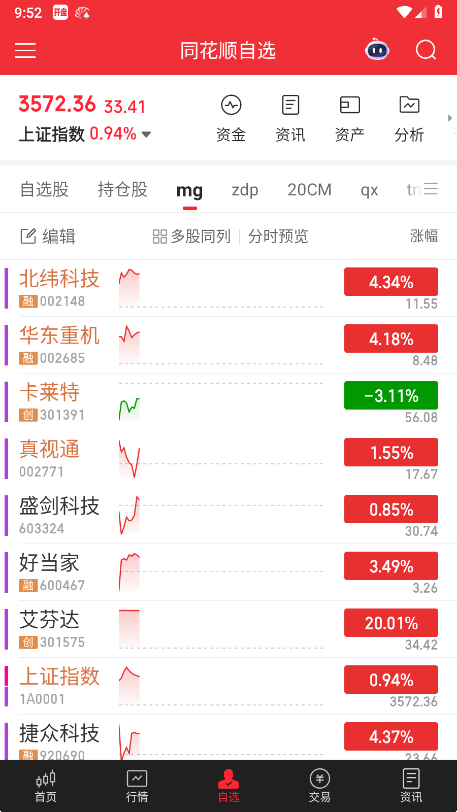 9:52 开盘
同花顺自选
3572.36 33.41
上证指数 0.94%
资金 资讯 资产 分析
自选股 持仓股 mg zdp 20CM qx
编辑 多股同列 分时预览 涨幅
北纬科技 4.34%
融 002148 11.55
华东重机 4.18%
融 002685 8.48
卡莱特 -3.11%
创 301391 56.08
真视通 1.55%
002771 17.67
盛剑科技 0.85%
603324 30.74
好当家 3.49%
融 600467 3.26
艾芬达 20.01%
创 301575 34.42
上证指数 0.94%
1A0001 3572.36
捷众科技 4.37%
融 920690 23.66
首页 行情 自选 交易 资讯